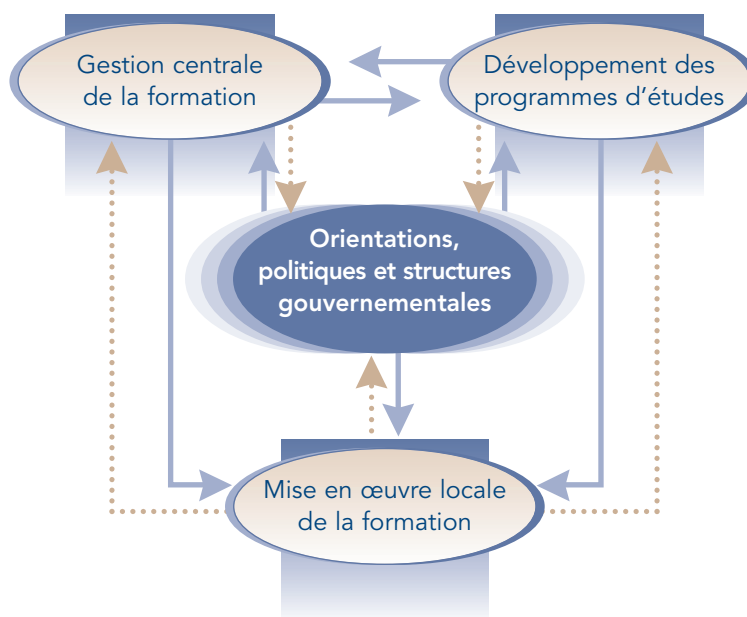 Gestion centrale
de la formation
Développement des
programmes d'études
Orientations,
politiques et structures
gouvernementales
Mise en œuvre locale
de la formation